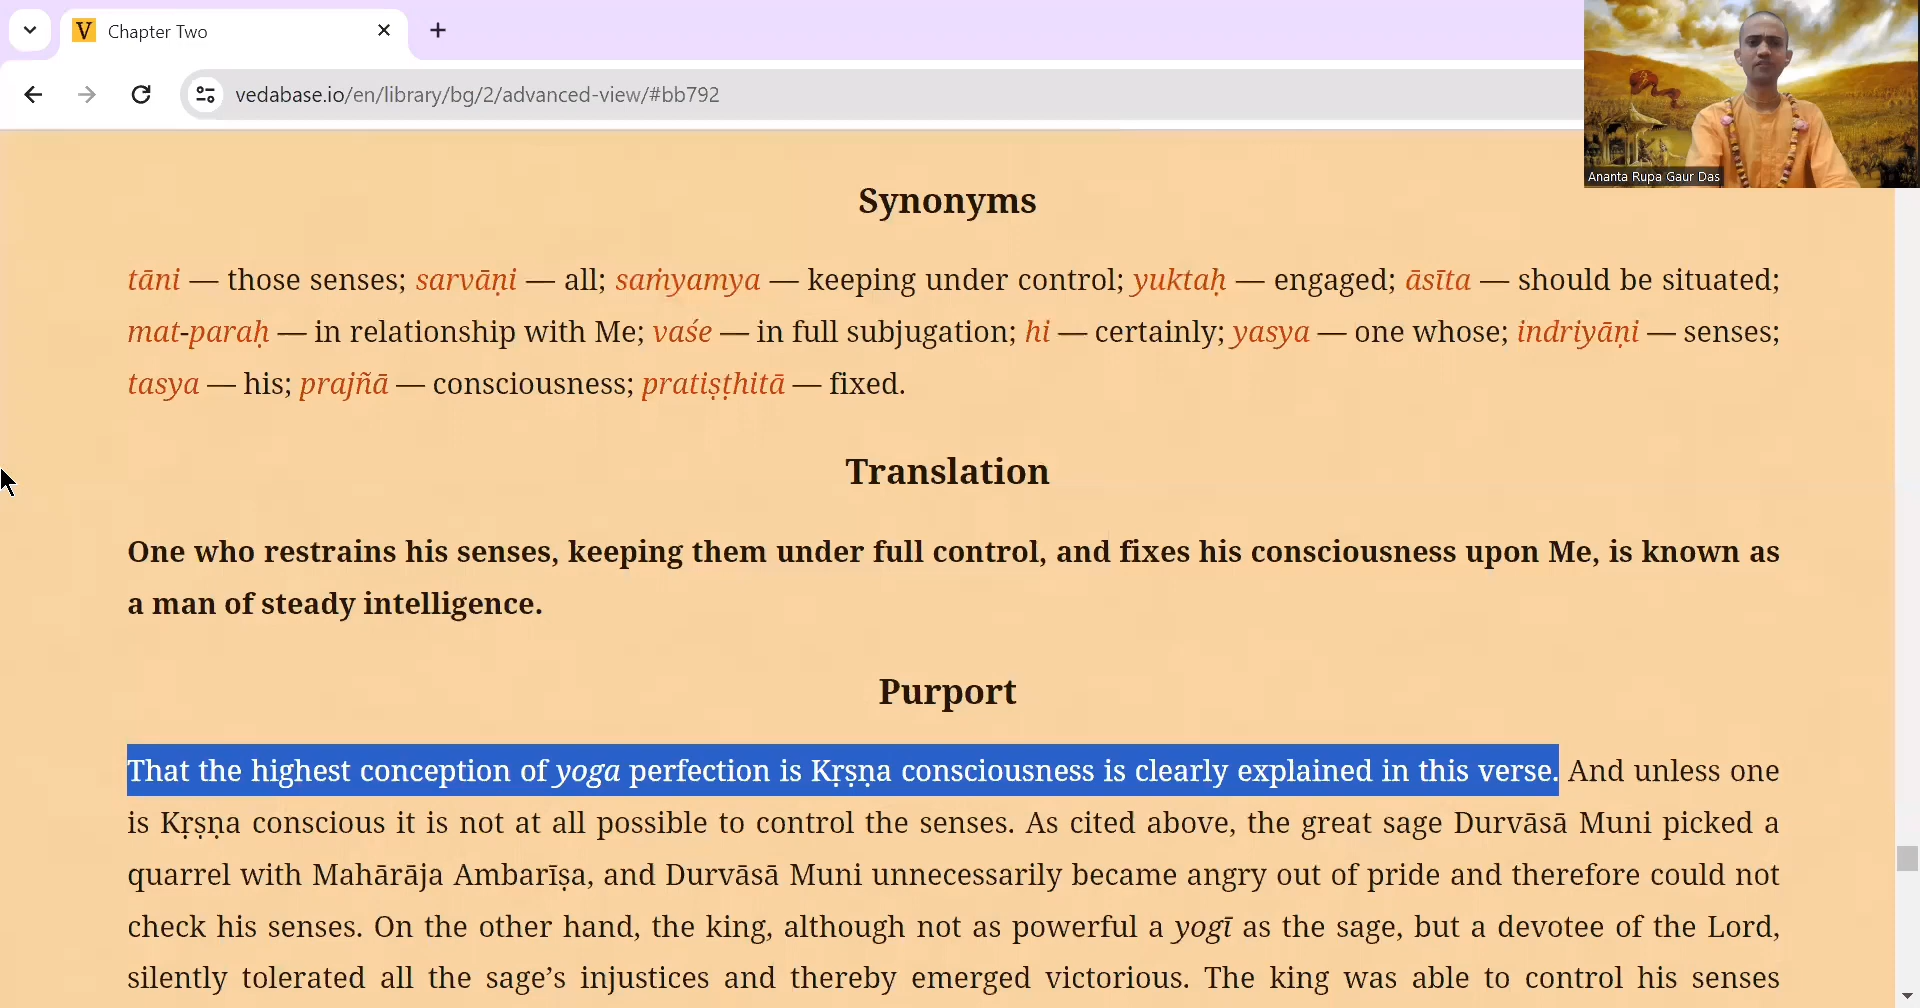 V Chapter Two
vedabase.io/en/library/bg/2/advanced-view/#bb792
Ananta Rupa Gaur Das
Synonyms
tāni — those senses; sarvāṇi — all; saṁyamya — keeping under control; yuktaḥ — engaged; āsīta — should be situated;
mat-paraḥ — in relationship with Me; vaśe — in full subjugation; hi — certainly; yasya — one whose; indriyāṇi — senses;
tasya — his; prajñā — consciousness; pratiṣṭhitā — fixed.
Translation
One who restrains his senses, keeping them under full control, and fixes his consciousness upon Me, is known as
a man of steady intelligence.
Purport
That the highest conception of yoga perfection is Kṛṣṇa consciousness is clearly explained in this verse. And unless one
is Kṛṣṇa conscious it is not at all possible to control the senses. As cited above, the great sage Durvāsā Muni picked a
quarrel with Mahārāja Ambarīṣa, and Durvāsā Muni unnecessarily became angry out of pride and therefore could not
check his senses. On the other hand, the king, although not as powerful a yogī as the sage, but a devotee of the Lord,
silently tolerated all the sage’s injustices and thereby emerged victorious. The king was able to control his senses